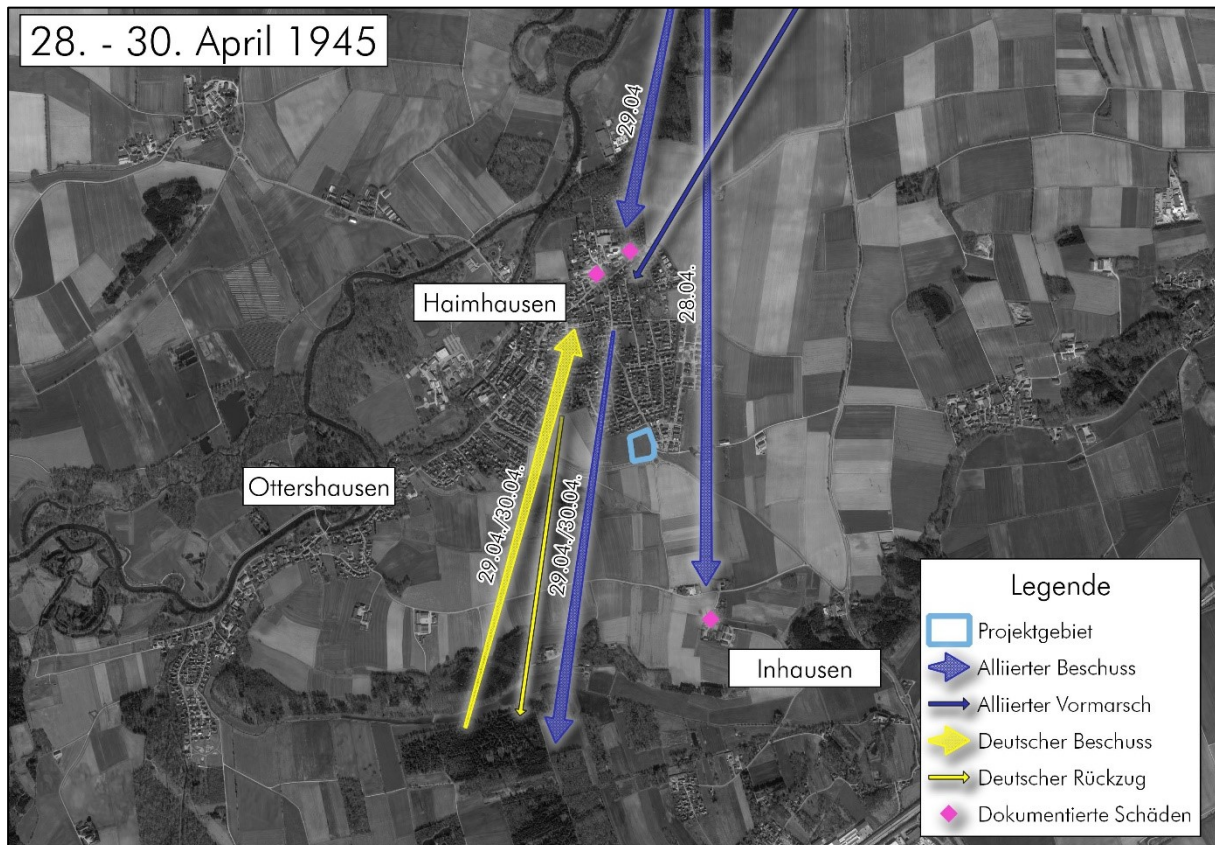 28. - 30. April 1945
29.04
28.04.
Haimhausen
Ottershausen
29.04./30.04.
29.04./30.04.
Inhausen
Legende
Projektgebiet
Alliierter Beschuss
Alliierter Vormarsch
Deutscher Beschuss
Deutscher Rückzug
Dokumentierte Schäden